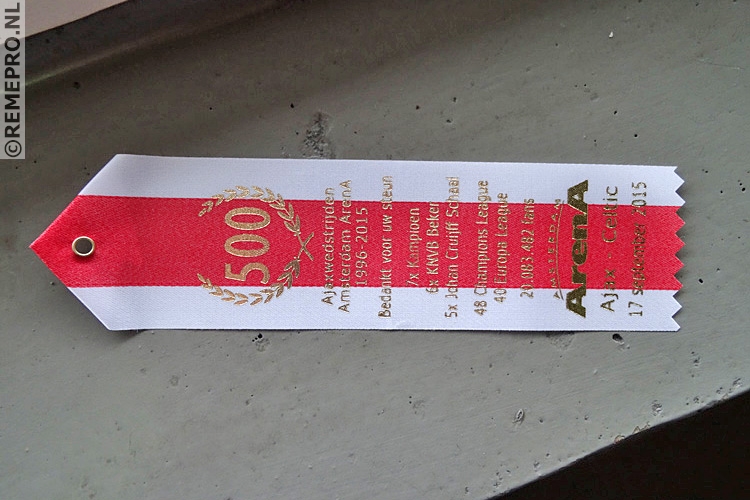 500
Ajaxwedstrijden
Amsterdam ArenA
1996-2015
Bedankt voor uw steun
7x Kampioen
6x KNVB Beker
5x Johan Cruijff Schaal
48 Champions League
40 Europa League
20.083.482 fans
AMSTERDAM
ArenA
Ajax - Celtic
17 september 2015
©REMEPRO.NL